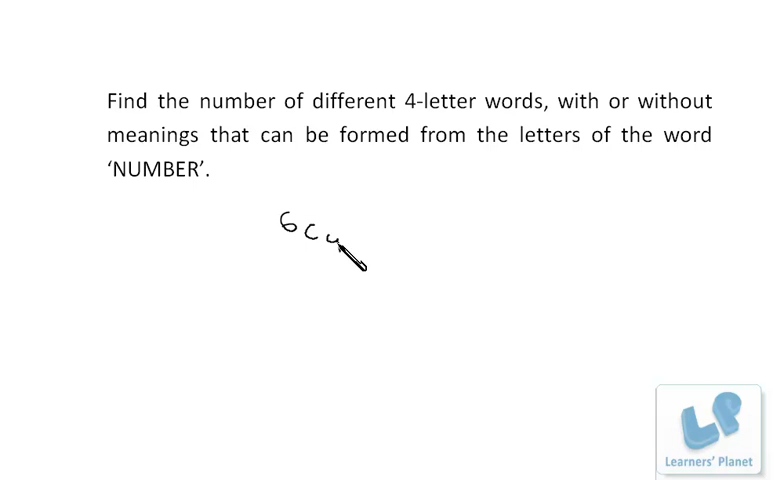 Find the number of different 4-letter words, with or without
meanings that can be formed from the letters of the word
‘NUMBER’.
6C4
LP
Learners’ Planet